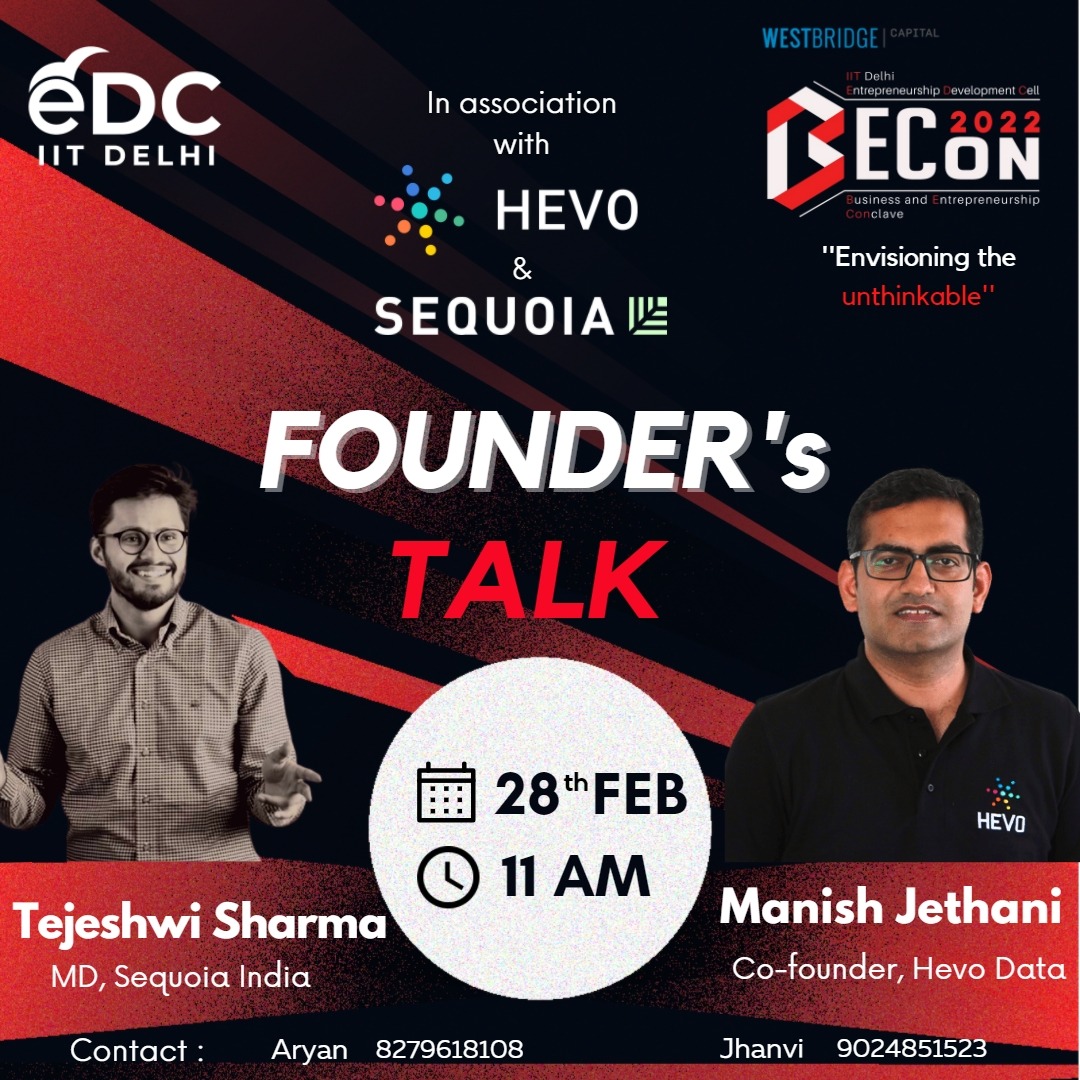 eDC
IIT DELHI
In association
with
HEVO
&
SEQUOIA
WESTBRIDGE | CAPITAL
IIT Delhi
Entrepreneurship Development Cell
BECON 2022
Business and Entrepreneurship
Conclave
"Envisioning the
unthinkable"
FOUNDER's
TALK
28th FEB
11 AM
HEVO
Tejeshwi Sharma
MD, Sequoia India
Manish Jethani
Co-founder, Hevo Data
Contact : Aryan 8279618108 Jhanvi 9024851523